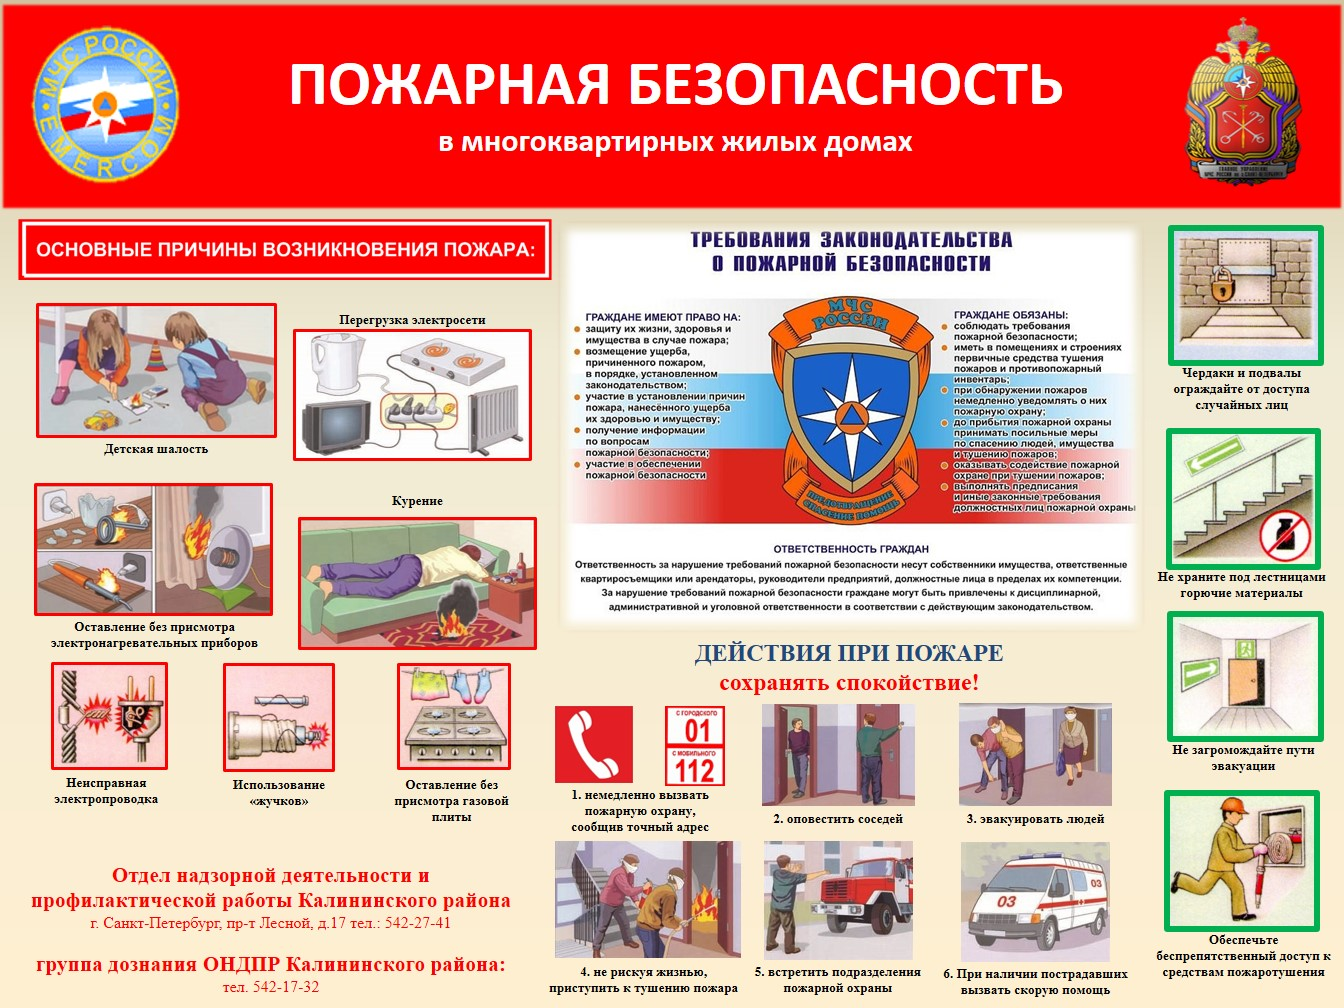 МЧС РОССИИ
EMERCOM
ПОЖАРНАЯ БЕЗОПАСНОСТЬ
в многоквартирных жилых домах
ОСНОВНЫЕ ПРИЧИНЫ ВОЗНИКНОВЕНИЯ ПОЖАРА:
Детская шалость
Перегрузка электросети
Оставление без присмотра
электронагревательных приборов
Курение
Неисправная
электропроводка
Использование
«жучков»
Оставление без
присмотра газовой
плиты
Отдел надзорной деятельности и
профилактической работы Калининского района
г. Санкт-Петербург, пр-т Лесной, д.17 тел.: 542-27-41
группа дознания ОНДПР Калининского района:
тел. 542-17-32
ТРЕБОВАНИЯ ЗАКОНОДАТЕЛЬСТВА
О ПОЖАРНОЙ БЕЗОПАСНОСТИ
ГРАЖДАНЕ ИМЕЮТ ПРАВО НА:
защиту их жизни, здоровья и
имущества в случае пожара;
возмещение ущерба,
причиненного пожаром,
в порядке, установленном
законодательством;
участие в установлении причин
пожара, нанесённого ущерба
их здоровью и имуществу;
получение информации
по вопросам
пожарной безопасности;
участие в обеспечении
пожарной безопасности
МЧС
РОССИИ
ПРЕДОТВРАЩЕНИЕ
СПАСЕНИЕ ПОМОЩЬ
ГРАЖДАНЕ ОБЯЗАНЫ:
соблюдать требования
пожарной безопасности;
иметь в помещениях и строениях
первичные средства тушения
пожаров и противопожарный
инвентарь;
при обнаружении пожаров
немедленно уведомлять о них
пожарную охрану;
до прибытия пожарной охраны
принимать посильные меры
по спасению людей, имущества
и тушению пожаров;
оказывать содействие пожарной
охране при тушении пожаров;
выполнять предписания
и иные законные требования
должностных лиц пожарной охраны
ОТВЕТСТВЕННОСТЬ ГРАЖДАН
Ответственность за нарушение требований пожарной безопасности несут собственники имущества, ответственные
квартиросъемщики или арендаторы, руководители предприятий, должностные лица в пределах их компетенции.
За нарушение требований пожарной безопасности граждане могут быть привлечены к дисциплинарной,
административной и уголовной ответственности в соответствии с действующим законодательством.
ДЕЙСТВИЯ ПРИ ПОЖАРЕ
сохранять спокойствие!
С ГОРОДСКОГО
01
С МОБИЛЬНОГО
112
1. немедленно вызвать
пожарную охрану,
сообщив точный адрес
2. оповестить соседей
3. эвакуировать людей
4. не рискуя жизнью,
приступить к тушению пожара
5. встретить подразделения
пожарной охраны
03
03
6. При наличии пострадавших
вызвать скорую помощь
Чердаки и подвалы
ограждайте от доступа
случайных лиц
Не храните под лестницами
горючие материалы
Не загромождайте пути
эвакуации
Обеспечьте
беспрепятственный доступ к
средствам пожаротушения